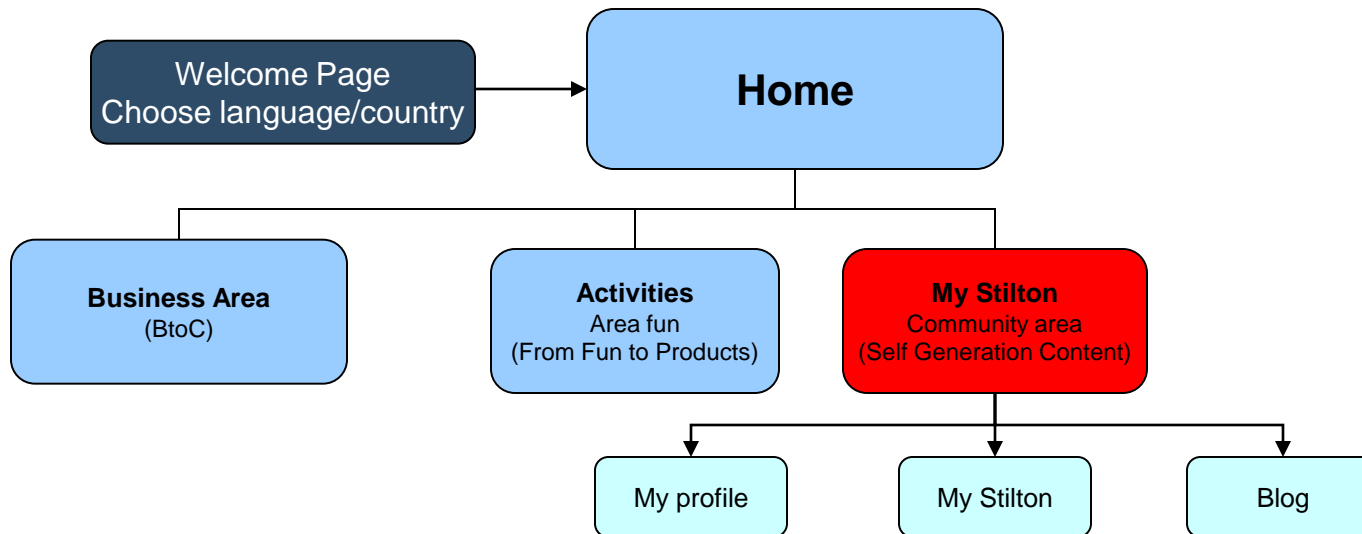 Welcome Page
Choose language/country
Home
Business Area
(BtoC)
Activities
Area fun
(From Fun to Products)
My Stilton
Community area
(Self Generation Content)
My profile
My Stilton
Blog